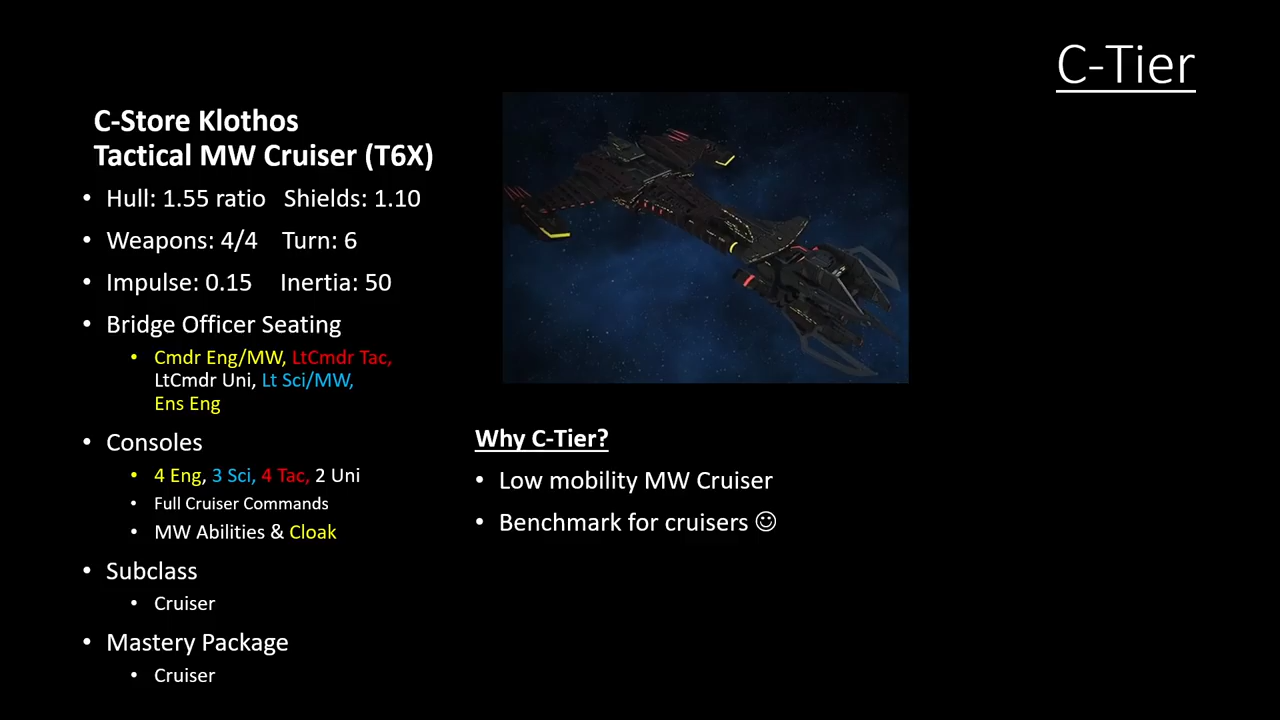 C-Tier
C-Store Klothos
Tactical MW Cruiser (T6X)
• Hull: 1.55 ratio Shields: 1.10
• Weapons: 4/4 Turn: 6
• Impulse: 0.15 Inertia: 50
• Bridge Officer Seating
• Cmdr Eng/MW, LtCmdr Tac,
LtCmdr Uni, Lt Sci/MW,
Ens Eng
• Consoles
• 4 Eng, 3 Sci, 4 Tac, 2 Uni
• Full Cruiser Commands
• MW Abilities & Cloak
• Subclass
• Cruiser
• Mastery Package
• Cruiser
Why C-Tier?
• Low mobility MW Cruiser
• Benchmark for cruisers ☺